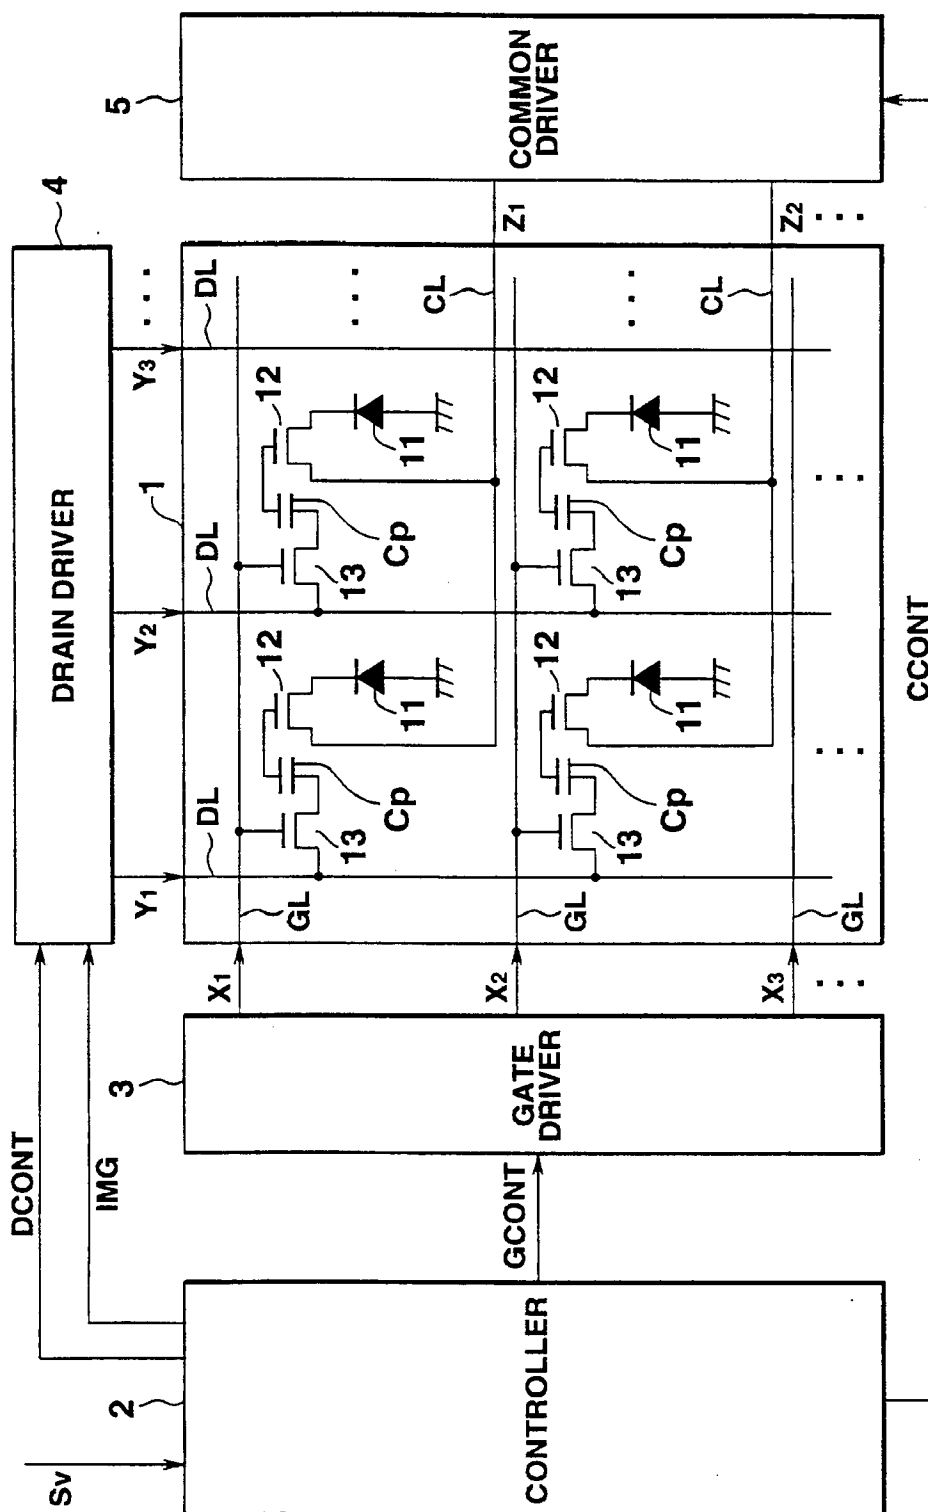 5
COMMON
DRIVER
4
DRAIN DRIVER
Z1
Z2
DL
CL
CL
Y3
12
11
12
11
1
DL
Cp
13
Cp
13
Y2
12
11
12
11
DL
Cp
13
Cp
13
Y1
GL
GL
GL
X1
X2
X3
3
GATE
DRIVER
DCONT
IMG
GCONT
CCONT
2
CONTROLLER
Sv